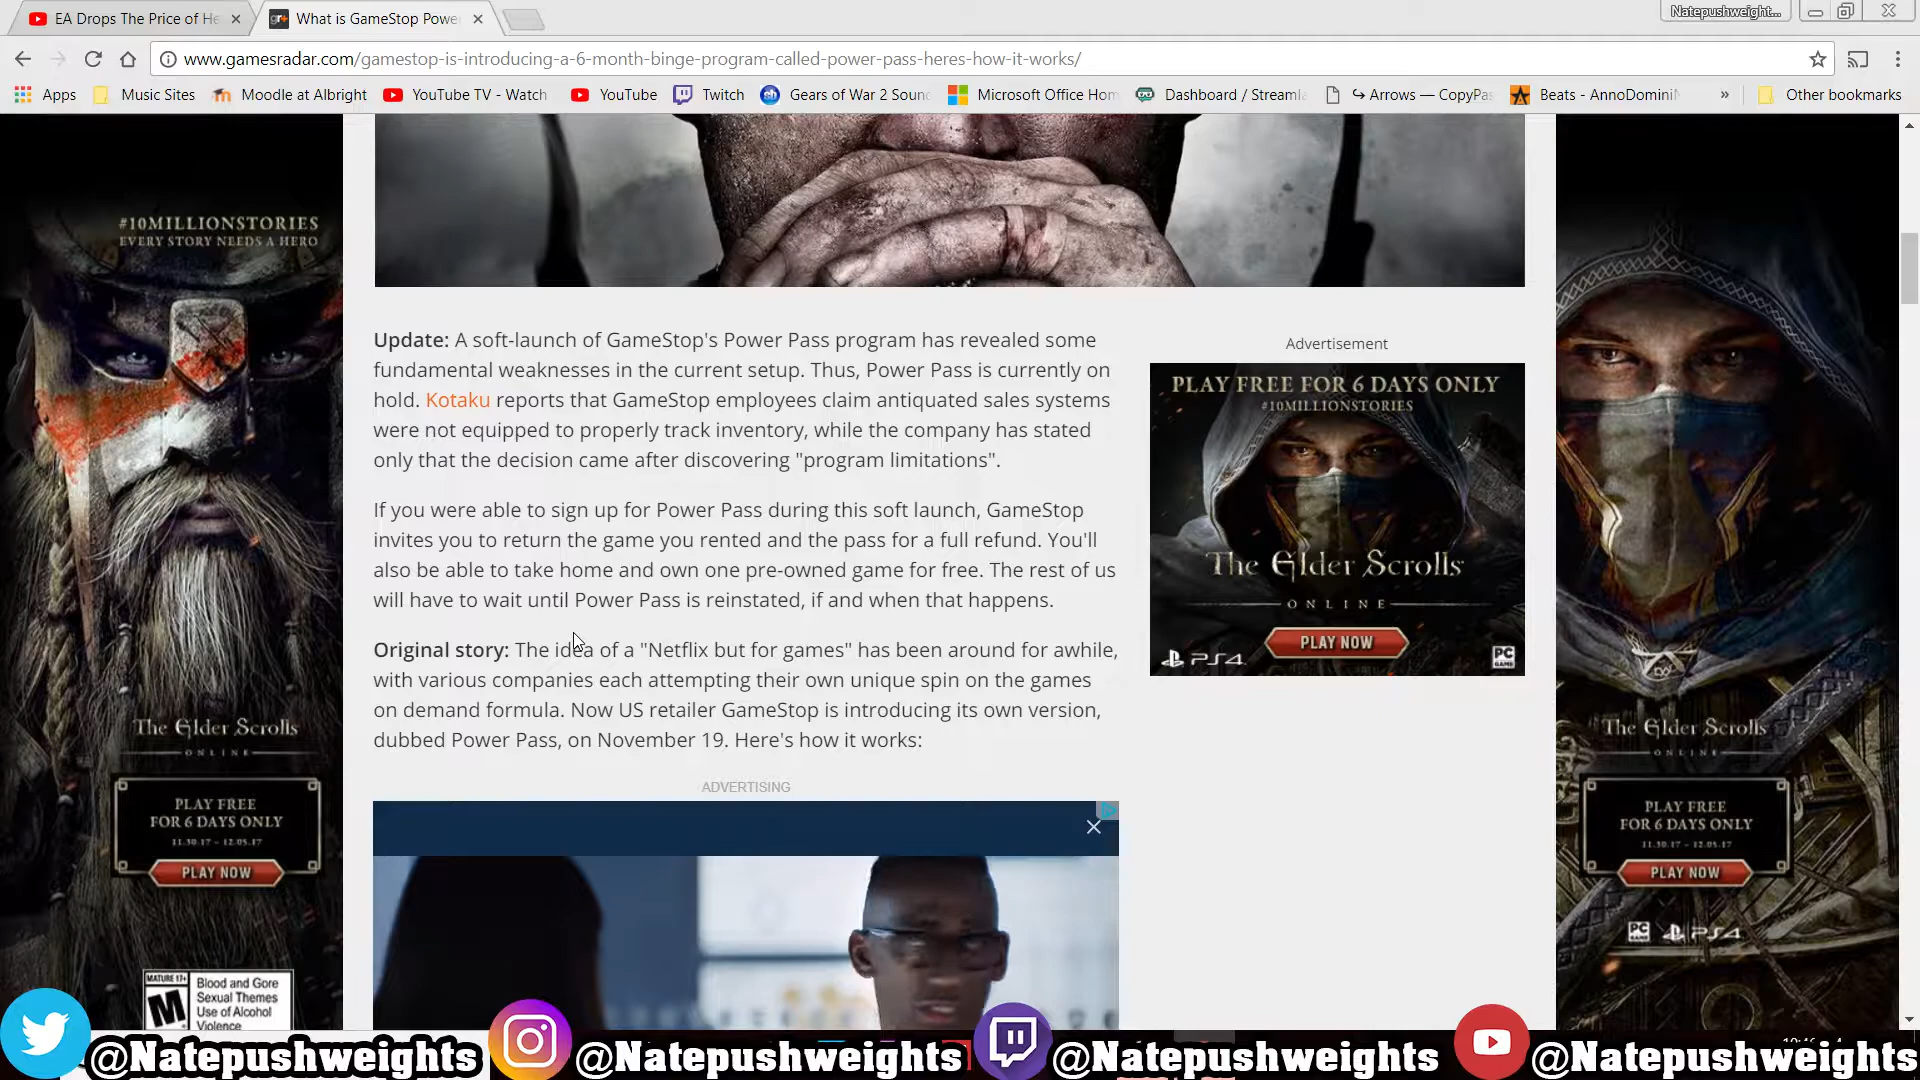 EA Drops The Price of He
What is GameStop Powe
Natepushweight...
www.gamesradar.com/gamestop-is-introducing-a-6-month-binge-program-called-power-pass-heres-how-it-works/
Apps
Music Sites
Moodle at Albright
YouTube TV - Watch
YouTube
Twitch
Gears of War 2 Soun
Microsoft Office Hom
Dashboard / Streamla
↪ Arrows — CopyPas
Beats - AnnoDomini
»
Other bookmarks
#10MILLIONSTORIES
EVERY STORY NEEDS A HERO
Update: A soft-launch of GameStop's Power Pass program has revealed some
fundamental weaknesses in the current setup. Thus, Power Pass is currently on
hold. Kotaku reports that GameStop employees claim antiquated sales systems
were not equipped to properly track inventory, while the company has stated
only that the decision came after discovering "program limitations".
If you were able to sign up for Power Pass during this soft launch, GameStop
invites you to return the game you rented and the pass for a full refund. You'll
also be able to take home and own one pre-owned game for free. The rest of us
will have to wait until Power Pass is reinstated, if and when that happens.
Original story: The idea of a "Netflix but for games" has been around for awhile,
with various companies each attempting their own unique spin on the games
on demand formula. Now US retailer GameStop is introducing its own version,
dubbed Power Pass, on November 19. Here's how it works:
ADVERTISING
Advertisement
PLAY FREE FOR 6 DAYS ONLY
#10MILLIONSTORIES
The Elder Scrolls
ONLINE
PLAY NOW
PS4
PC
The Elder Scrolls
ONLINE
PLAY FREE
FOR 6 DAYS ONLY
11.30.17 - 12.05.17
PLAY NOW
MATURE 17+
M
Blood and Gore
Sexual Themes
Use of Alcohol
Violence
The Elder Scrolls
ONLINE
PLAY FREE
FOR 6 DAYS ONLY
11.30.17 - 12.05.17
PLAY NOW
PC
PS4
@Natepushweights
@Natepushweights
@Natepushweights
@Natepushweights